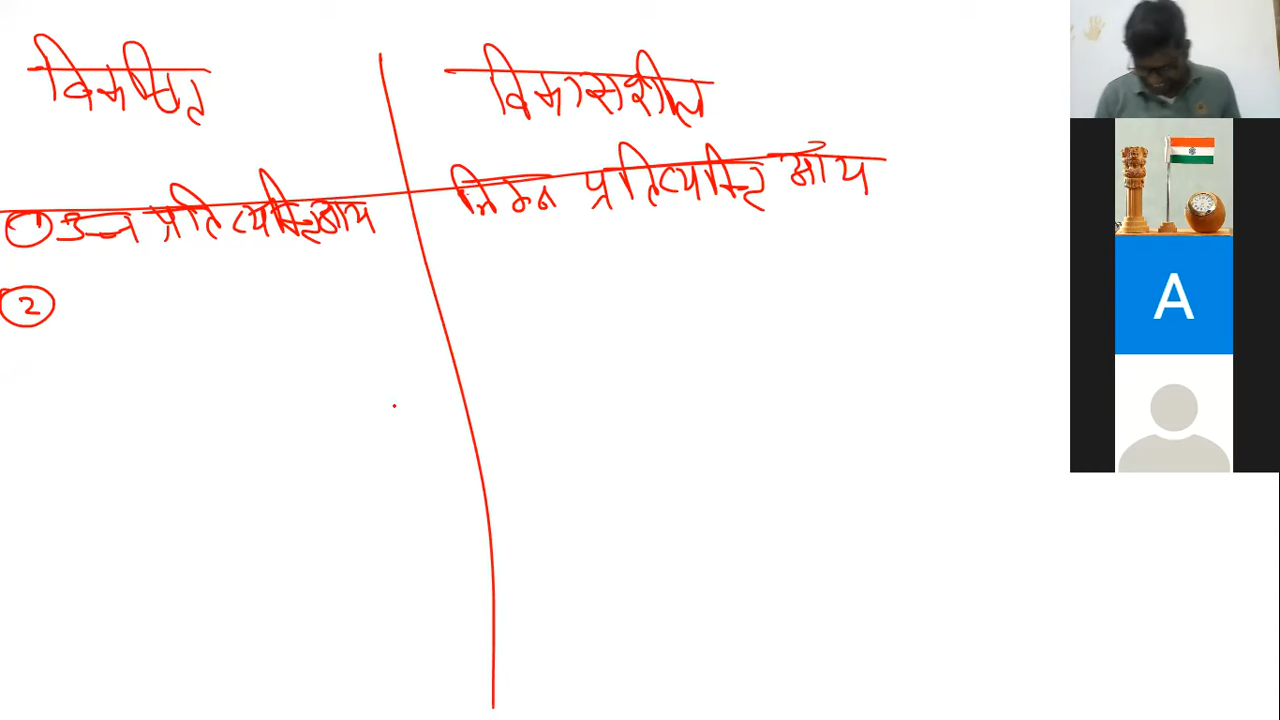 विकसित
विकासशील
① उच्च प्रतिव्यक्ति आय
निम्न प्रतिव्यक्ति आय
②
A